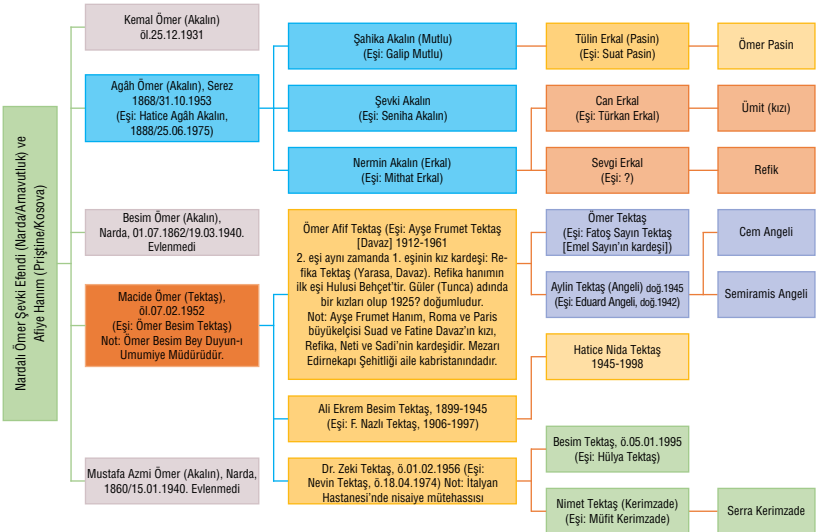 Nardalı Ömer Şevki Efendi (Narda/Arnavutluk) ve
Afiye Hanım (Priştine/Kosova)
Kemal Ömer (Akalın)
öl.25.12.1931
Agâh Ömer (Akalın), Serez
1868/31.10.1953
(Eşi: Hatice Agâh Akalın,
1888/25.06.1975)
Şahika Akalın (Mutlu)
(Eşi: Galip Mutlu)
Tülin Erkal (Pasin)
(Eşi: Suat Pasin)
Ömer Pasin
Şevki Akalın
(Eşi: Seniha Akalın)
Nermin Akalın (Erkal)
(Eşi: Mithat Erkal)
Can Erkal
(Eşi: Türkan Erkal)
Ümit (kızı)
Sevgi Erkal
(Eşi: ?)
Refik
Besim Ömer (Akalın),
Narda, 01.07.1862/19.03.1940.
Evlenmedi
Macide Ömer (Tektaş),
öl.07.02.1952
(Eşi: Ömer Besim Tektaş)
Not: Ömer Besim Bey Duyun-ı
Umumiye Müdürüdür.
Ömer Afif Tektaş (Eşi: Ayşe Frumet Tektaş
[Davaz] 1912-1961
2. eşi aynı zamanda 1. eşinin kız kardeşi: Re-
fika Tektaş (Yarasa, Davaz). Refika hanımın
ilk eşi Hulusi Behçet’tir. Güler (Tunca) adında
bir kızları olup 1925? doğumludur.
Not: Ayşe Frumet Hanım, Roma ve Paris
büyükelçisi Suad ve Fatine Davaz’ın kızı,
Refika, Neti ve Sadi’nin kardeşidir. Mezarı
Edirnekapı Şehitliği aile kabristanındadır.
Ömer Tektaş
(Eşi: Fatoş Sayın Tektaş
[Emel Sayın’ın kardeşi])
Aylin Tektaş (Angeli) doğ.1945
(Eşi: Eduard Angeli, doğ.1942)
Cem Angeli
Semiramis Angeli
Ali Ekrem Besim Tektaş, 1899-1945
(Eşi: F. Nazlı Tektaş, 1906-1997)
Hatice Nida Tektaş
1945-1998
Dr. Zeki Tektaş, ö.01.02.1956 (Eşi:
Nevin Tektaş, ö.18.04.1974) Not: İtalyan
Hastanesi’nde nisaiye mütehassısı
Besim Tektaş, ö.05.01.1995
(Eşi: Hülya Tektaş)
Nimet Tektaş (Kerimzade)
(Eşi: Müfit Kerimzade)
Serra Kerimzade
Mustafa Azmi Ömer (Akalın), Narda,
1860/15.01.1940. Evlenmedi